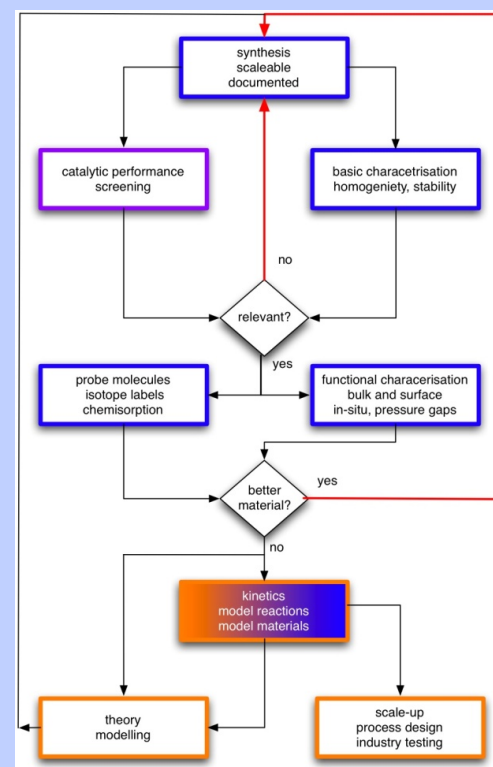 synthesis
scaleable
documented
catalytic performance
screening
basic characetrisation
homogeniety, stability
no
relevant?
yes
probe molecules
isotope labels
chemisorption
functional characerisation
bulk and surface
in-situ, pressure gaps
better
material?
yes
no
kinetics
model reactions
model materials
theory
modelling
scale-up
process design
industry testing